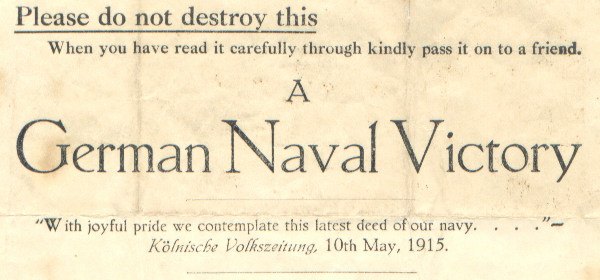 Please do not destroy this
When you have read it carefully through kindly pass it on to a friend.
A
German Naval Victory
"With joyful pride we contemplate this latest deed of our navy. . . . ."—
Kölnische Volkszeitung, 10th May, 1915.